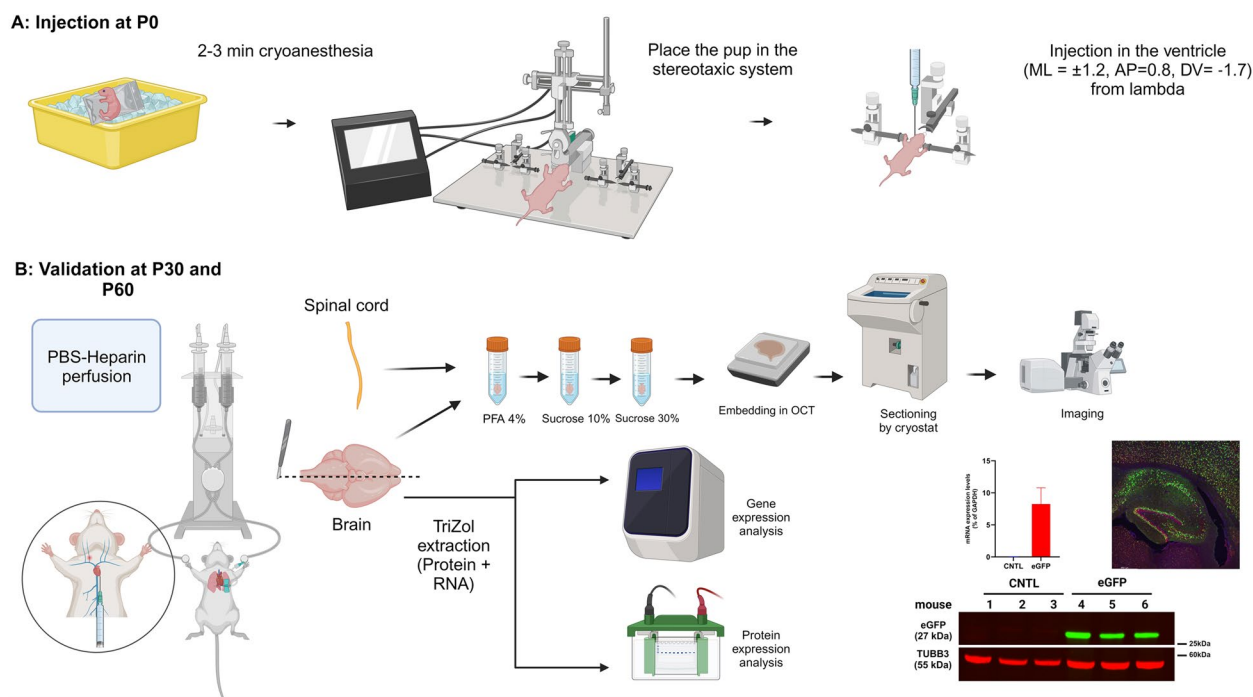 A: Injection at P0
2-3 min cryoanesthesia
Place the pup in the
stereotaxic system
Injection in the ventricle
(ML = ±1.2, AP=0.8, DV= -1.7)
from lambda
B: Validation at P30 and
P60
PBS-Heparin
perfusion
Spinal cord
Brain
PFA 4%
Sucrose 10%
Sucrose 30%
Embedding in OCT
Sectioning
by cryostat
Imaging
TriZol
extraction
(Protein +
RNA)
Gene
expression
analysis
Protein
expression
analysis
mRNA expression levels
(% of GAPDH)
15
10
5
0
CNTL
eGFP
CNTL
eGFP
mouse
1 2 3 4 5 6
eGFP
(27 kDa)
25kDa
60kDa
TUBB3
(55 kDa)